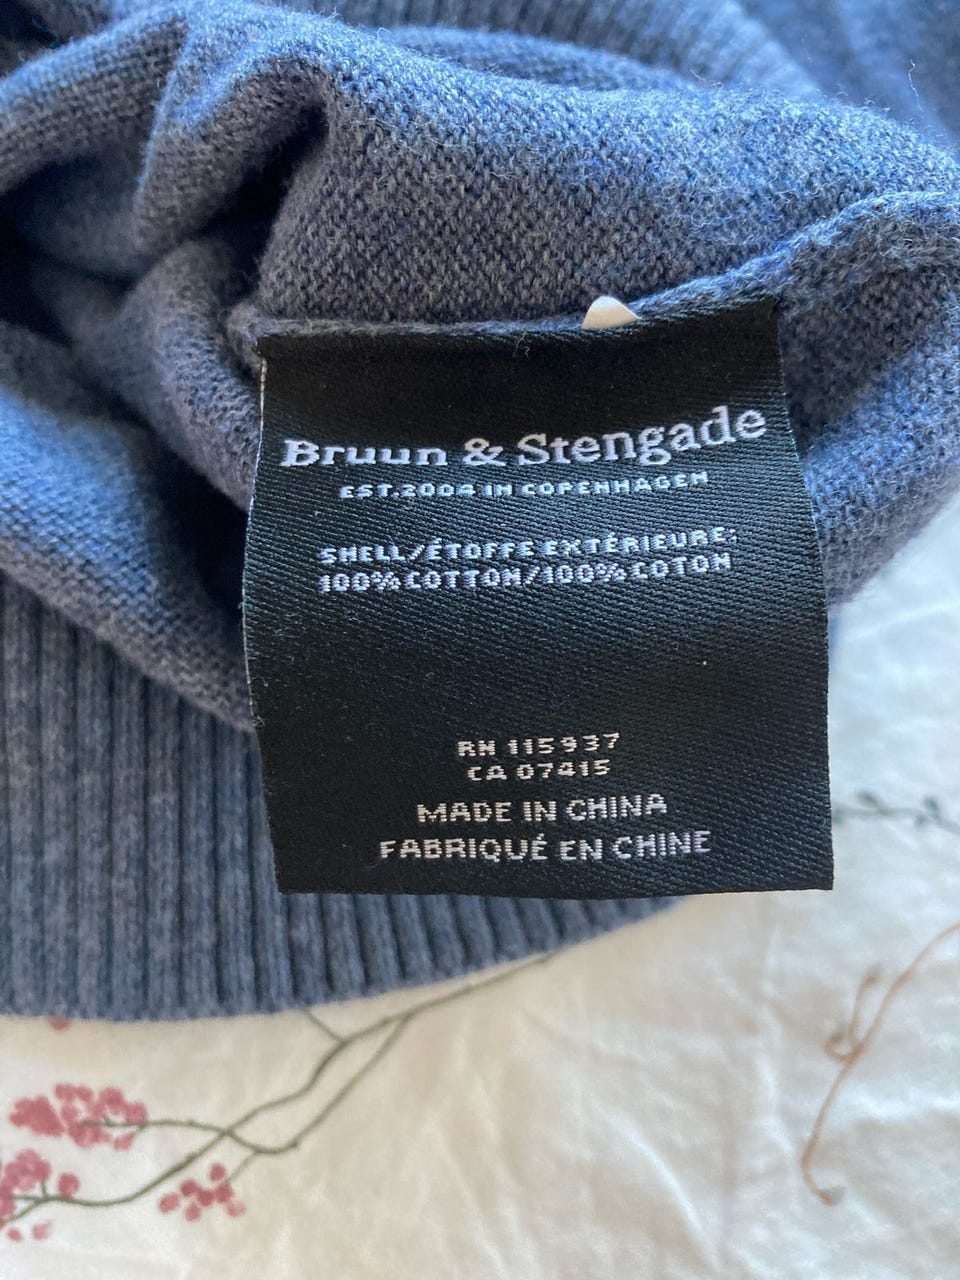 Bruun & Stengade
EST.2004 IN COPENHAGEN
SHELL/ÉTOFFE EXTÉRIEURE:
100% COTTON/100% COTON
RN 115937
CA 07415
MADE IN CHINA
FABRIQUÉ EN CHINE